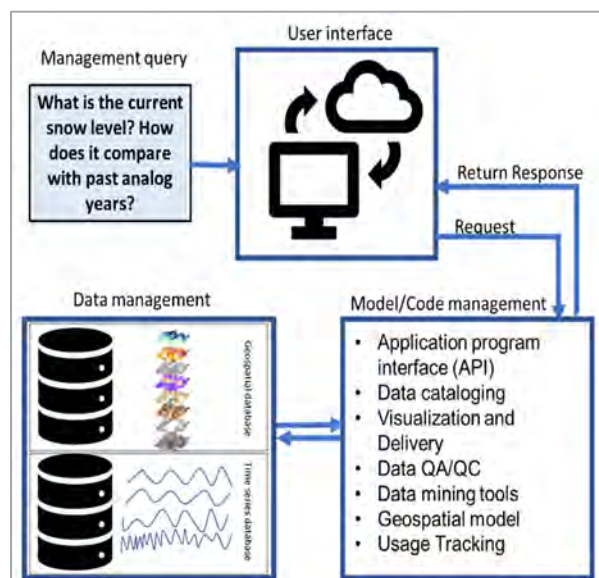 User interface
Management query
What is the current
snow level? How
does it compare
with past analog
years?
Return Response
Request
Data management
Geospatial database
Time series database
Model/Code management
• Application program
interface (API)
• Data cataloging
• Visualization and
Delivery
• Data QA/QC
• Data mining tools
• Geospatial model
• Usage Tracking